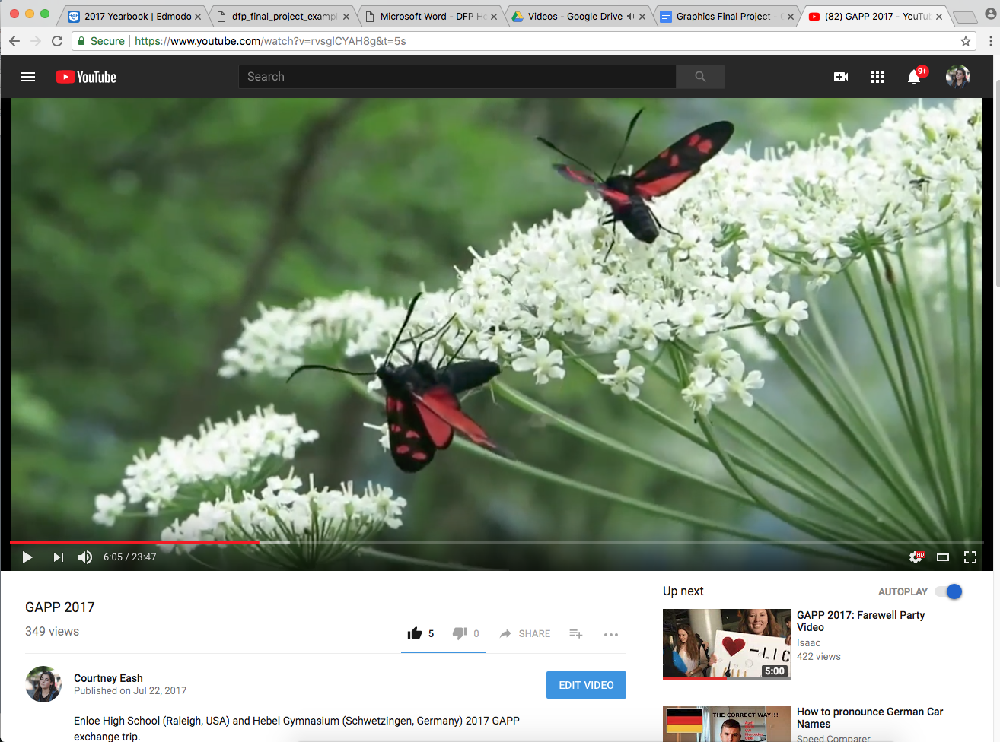 2017 Yearbook | Edmodo
dfp_final_project_exampl
Microsoft Word - DFP Ho
Videos - Google Drive
Graphics Final Project -
(82) GAPP 2017 - YouTub
Secure
https://www.youtube.com/watch?v=rvsglCYAH8g&t=5s
YouTube
Search
9+
6:05 / 23:47
HD
GAPP 2017
349 views
5
0
SHARE
Courtney Eash
Published on Jul 22, 2017
EDIT VIDEO
Enloe High School (Raleigh, USA) and Hebel Gymnasium (Schwetzingen, Germany) 2017 GAPP
exchange trip.
Up next
AUTOPLAY
-LIC
5:00
GAPP 2017: Farewell Party
Video
Isaac
422 views
THE CORRECT WAY!!!
How to pronounce German Car
Names
Speed Comparer